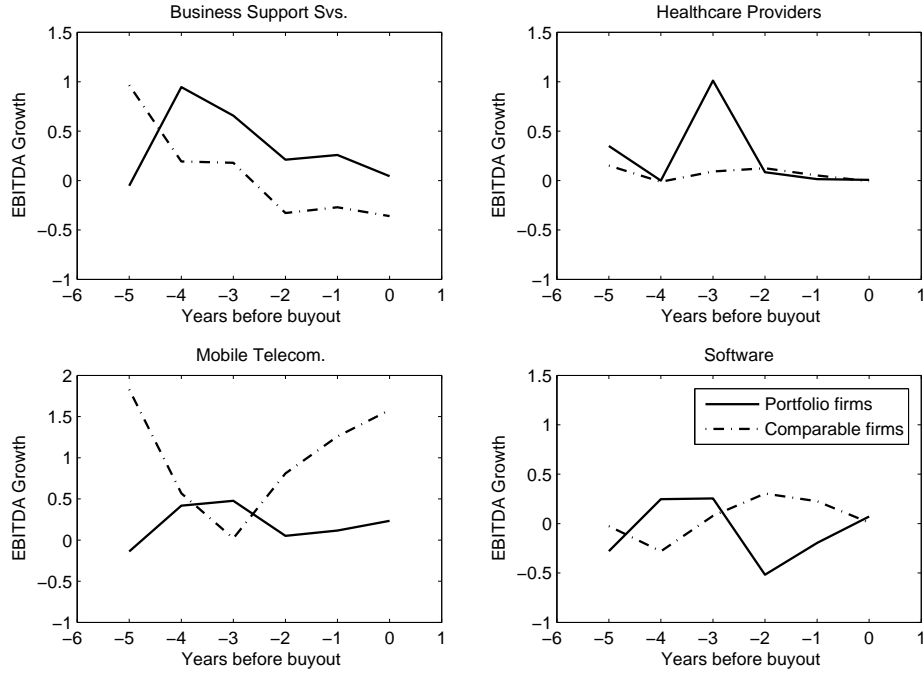 Business Support Svs.
1.5
1
0.5
0
−0.5
−1
EBITDA Growth
−6 −5 −4 −3 −2 −1 0 1
Years before buyout
Healthcare Providers
1.5
1
0.5
0
−0.5
−1
EBITDA Growth
−6 −5 −4 −3 −2 −1 0 1
Years before buyout
Mobile Telecom.
2
1.5
1
0.5
0
−0.5
−1
EBITDA Growth
−6 −5 −4 −3 −2 −1 0 1
Years before buyout
Software
1.5
1
0.5
0
−0.5
−1
EBITDA Growth
Portfolio firms
Comparable firms
−6 −5 −4 −3 −2 −1 0 1
Years before buyout